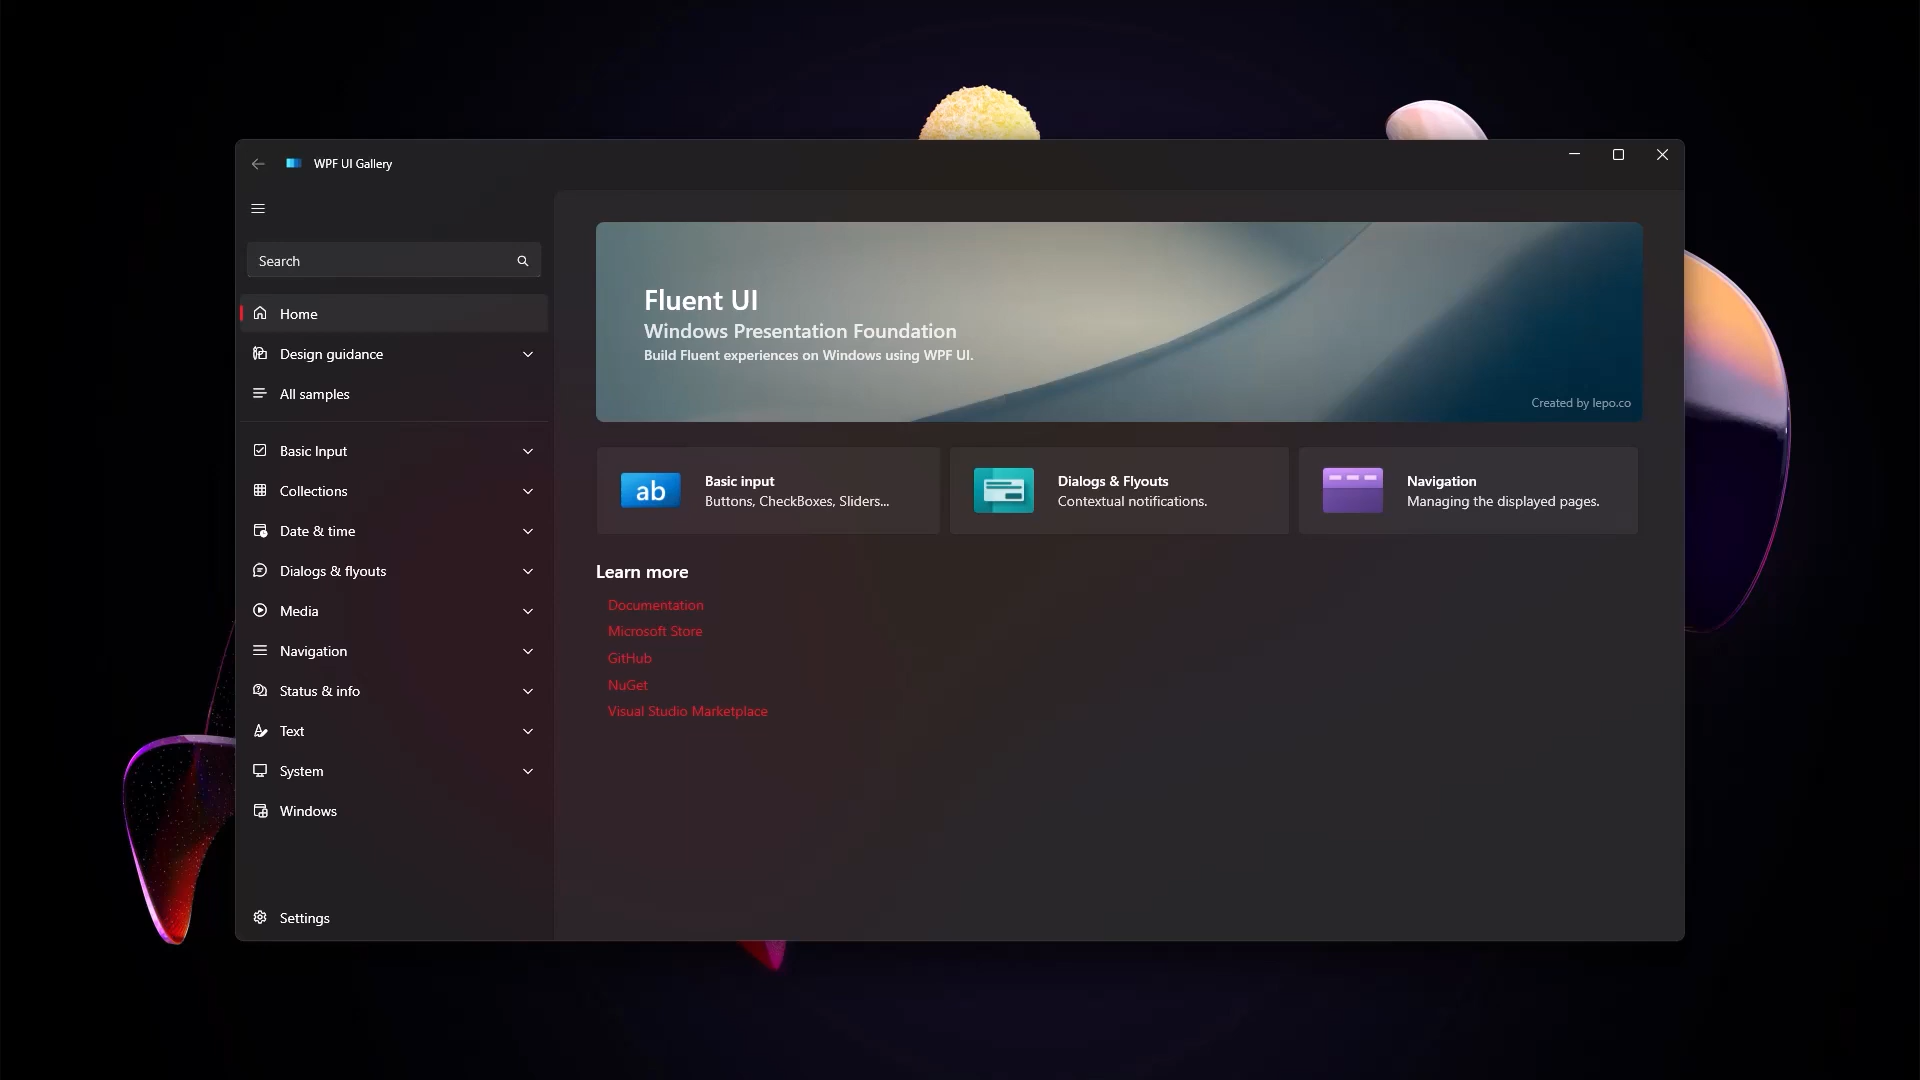 WPF UI Gallery
Search
Home
Design guidance
All samples
Basic Input
Collections
Date & time
Dialogs & flyouts
Media
Navigation
Status & info
Text
System
Windows
Settings
Fluent UI
Windows Presentation Foundation
Build Fluent experiences on Windows using WPF UI.
Created by lepo.co
ab
Basic input
Buttons, CheckBoxes, Sliders...
Dialogs & Flyouts
Contextual notifications.
Navigation
Managing the displayed pages.
Learn more
Documentation
Microsoft Store
GitHub
NuGet
Visual Studio Marketplace